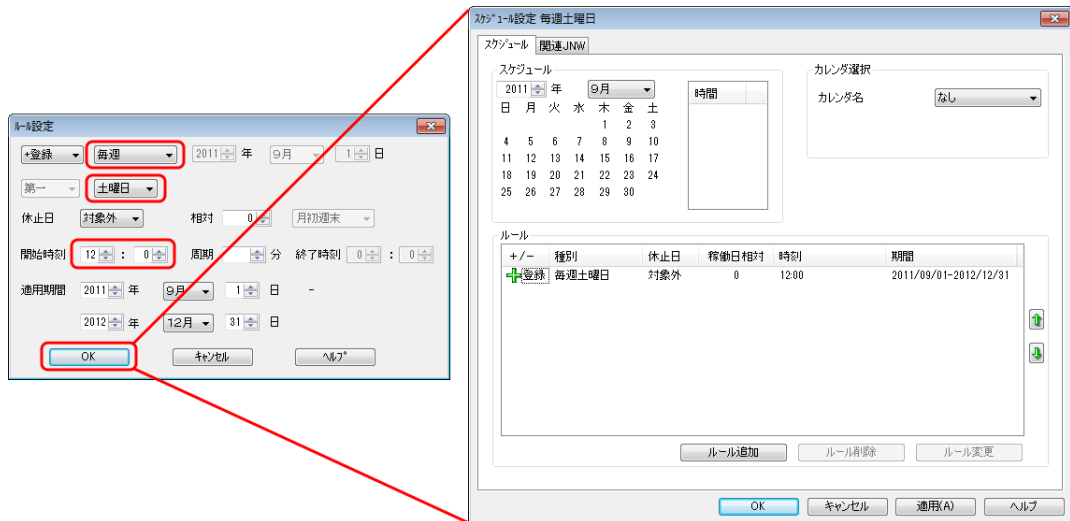 ルール設定
+登録 毎週 2011 年 9月 1 日
第一 土曜日
休止日 対象外 相対 0 月初週末
開始時刻 12 : 0 周期 分 終了時刻 0 : 0
適用期間 2011 年 9月 1 日 -
2012 年 12月 31 日
OK キャンセル ヘルプ
スケジュール設定 毎週土曜日
スケジュール 関連JNW
スケジュール
2011 年 9月
日 月 火 水 木 金 土
1 2 3
4 5 6 7 8 9 10
11 12 13 14 15 16 17
18 19 20 21 22 23 24
25 26 27 28 29 30
時間
カレンダ選択
カレンダ名 なし
ルール
+/- 種別 休止日 稼働日相対 時刻 期間
登録 毎週土曜日 対象外 0 12:00 2011/09/01-2012/12/31
ルール追加 ルール削除 ルール変更
OK キャンセル 適用(A) ヘルプ